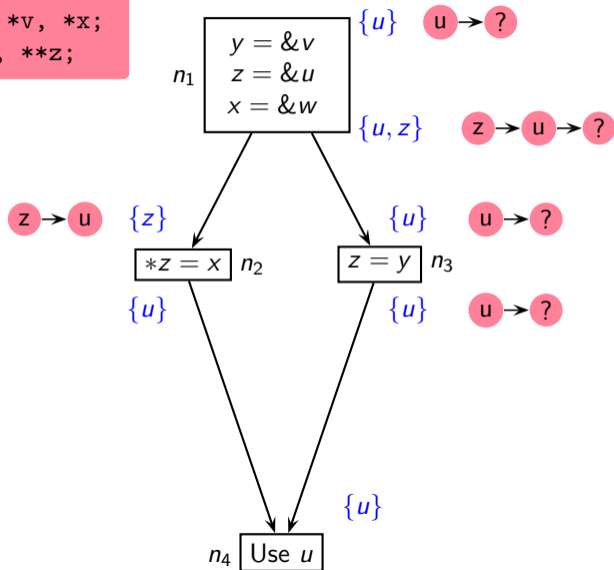 *v, *x;
, **z;
n₁
y = &v
z = &u
x = &w
{u}
u → ?
{u, z}
z → u → ?
z → u
{z}
{u}
u → ?
*z = x
n₂
z = y
n₃
{u}
{u}
u → ?
{u}
n₄
Use u